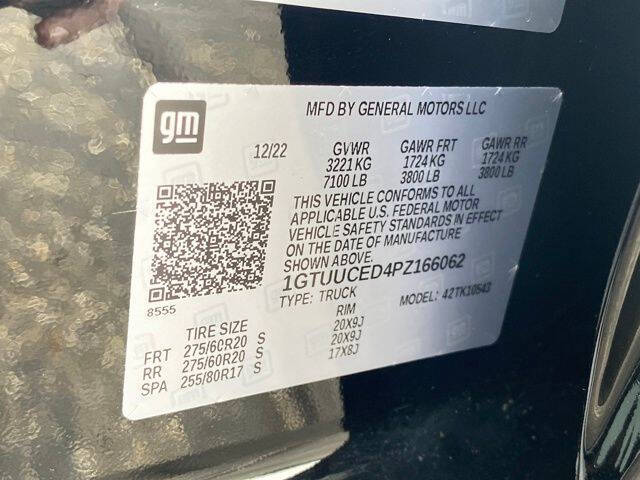 gm
MFD BY GENERAL MOTORS LLC
12/22 GVWR GAWR FRT GAWR RR
3221 KG 1724 KG 1724 KG
7100 LB 3800 LB 3800 LB
THIS VEHICLE CONFORMS TO ALL
APPLICABLE U.S. FEDERAL MOTOR
VEHICLE SAFETY STANDARDS IN EFFECT
ON THE DATE OF MANUFACTURE
SHOWN ABOVE.
1GTUUCED4PZ166062
8555 TYPE: TRUCK MODEL: 42TK10543
TIRE SIZE RIM
FRT 275/60R20 S 20X9J
RR 275/60R20 S 20X9J
SPA 255/80R17 S 17X8J